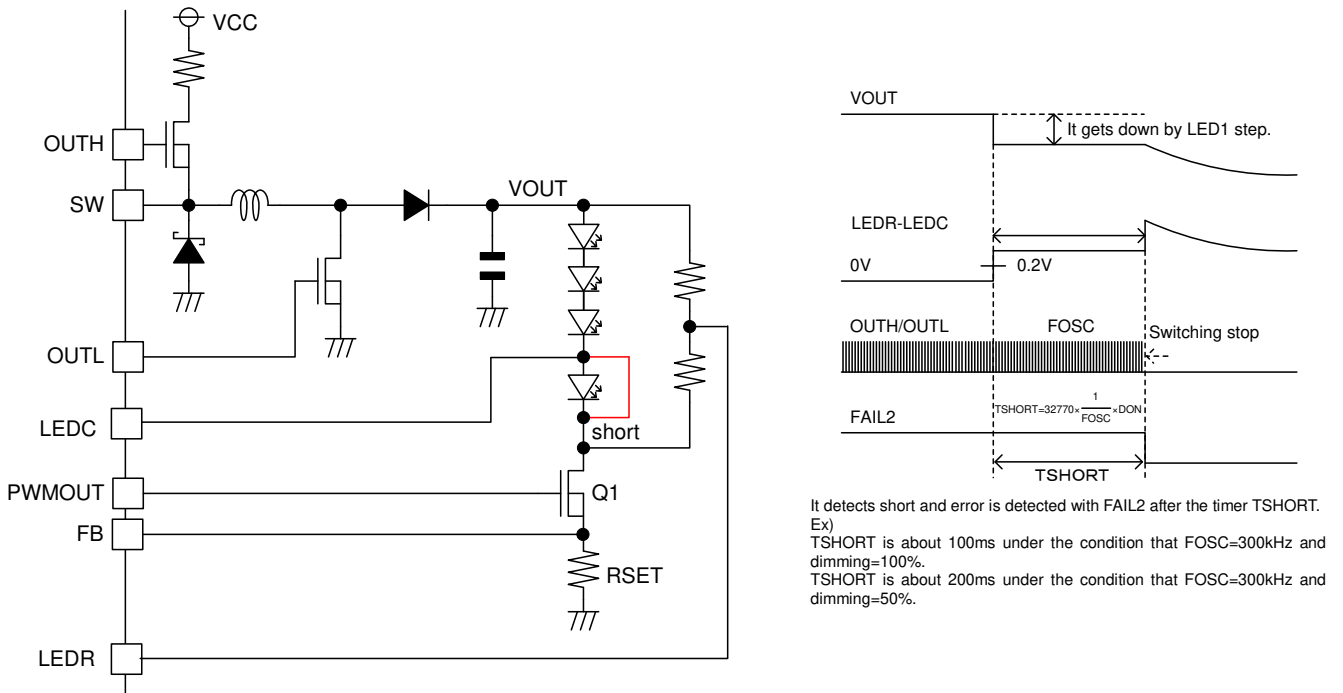 VCC
OUTH
SW
VOUT
OUTL
LEDC
short
PWMOUT
Q1
FB
RSET
LEDR
VOUT
It gets down by LED1 step.
LEDR-LEDC
0V
0.2V
OUTH/OUTL
FOSC
Switching stop
FAIL2
TSHORT=32770×1/FOSC×DON
TSHORT
It detects short and error is detected with FAIL2 after the timer TSHORT.
Ex)
TSHORT is about 100ms under the condition that FOSC=300kHz and
dimming=100%.
TSHORT is about 200ms under the condition that FOSC=300kHz and
dimming=50%.